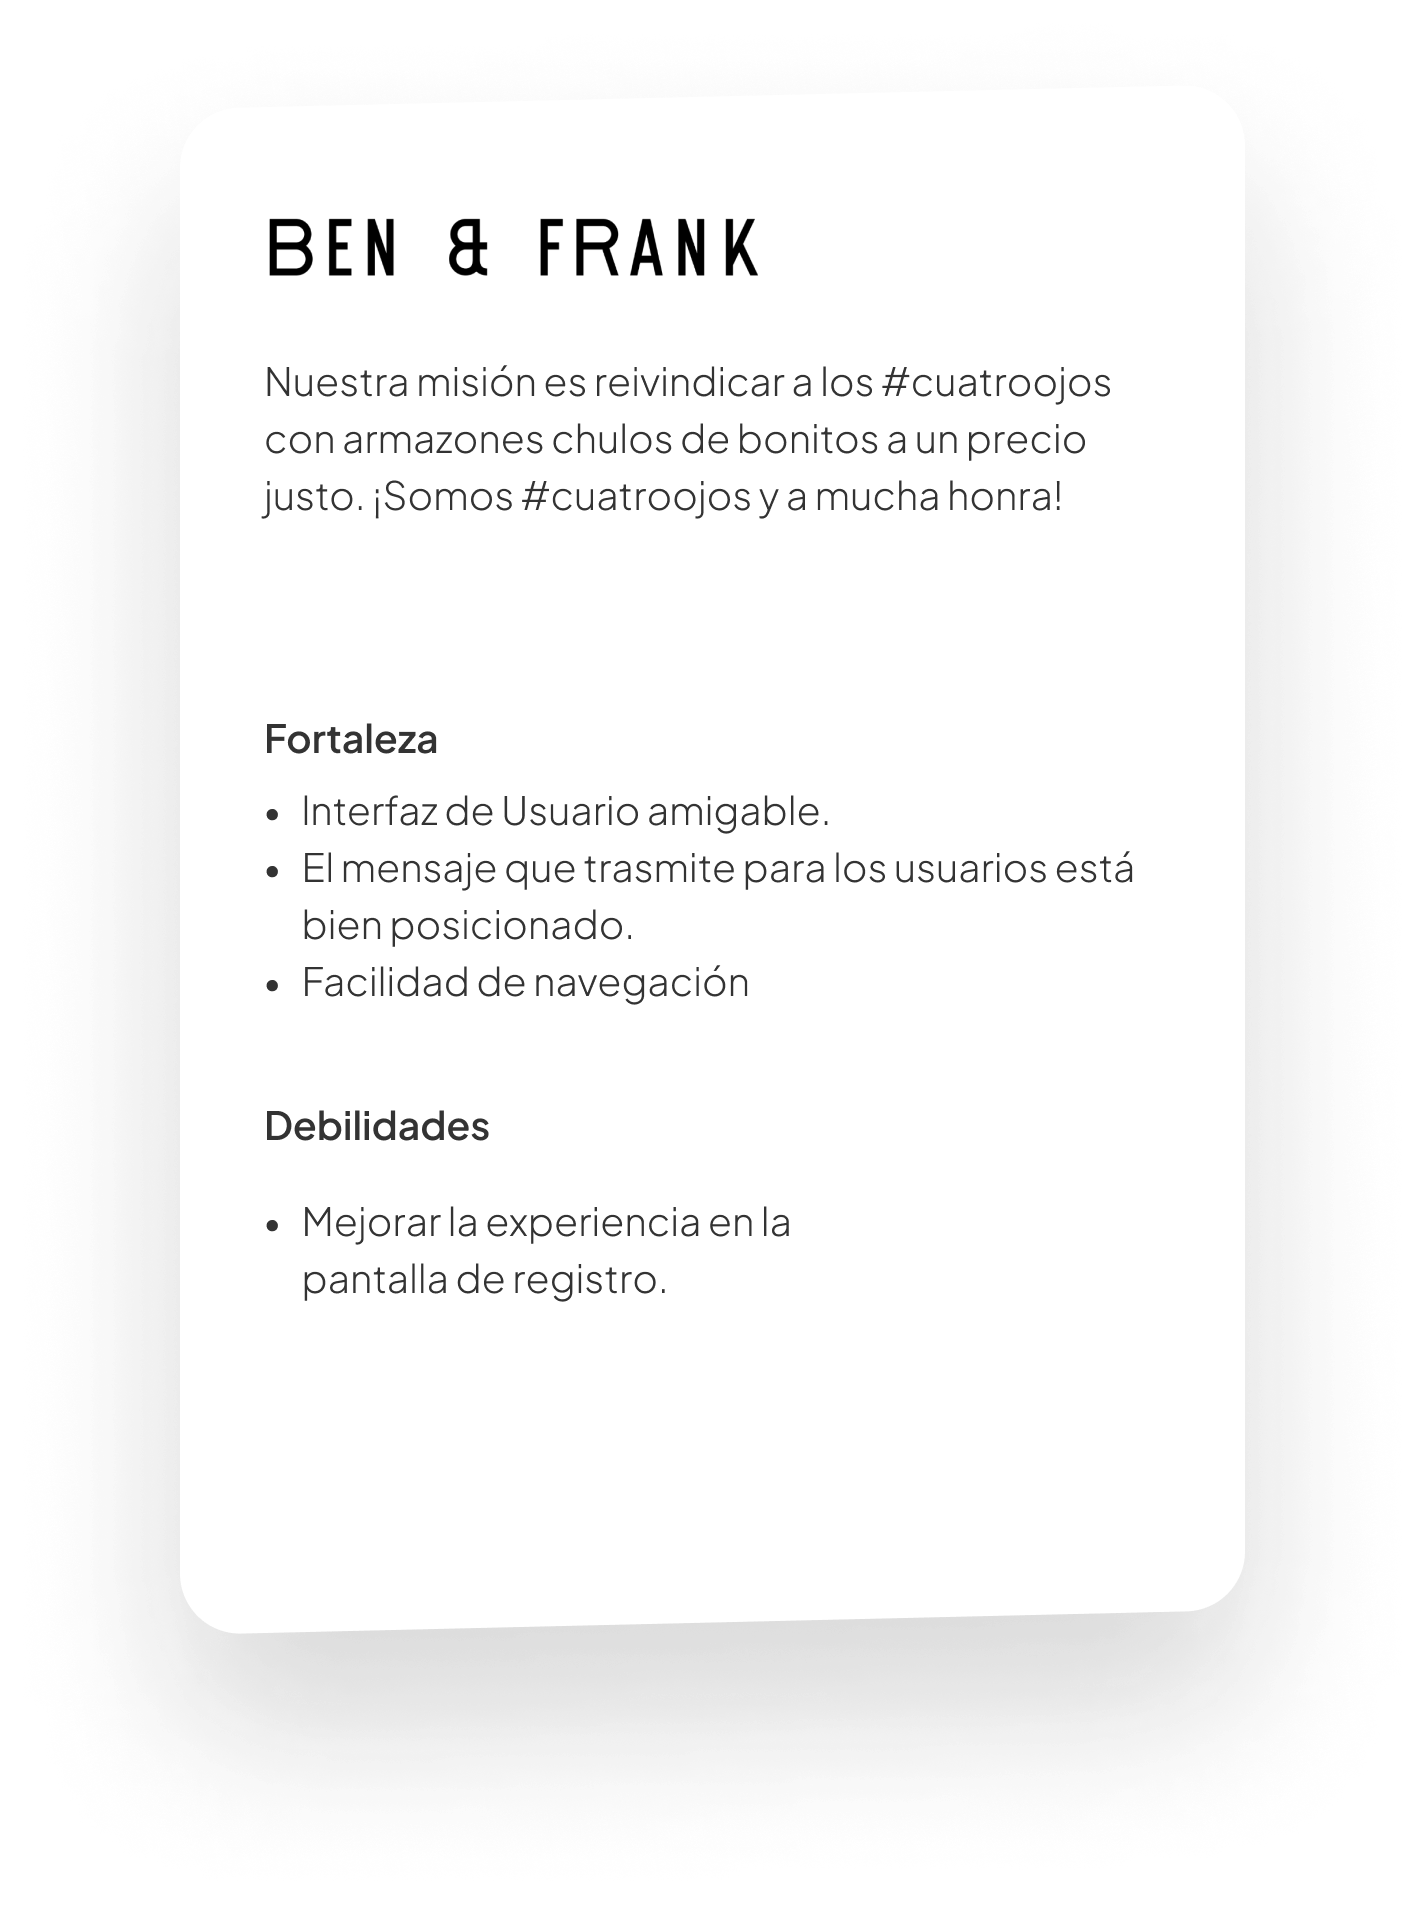 BEN & FRANK
Nuestra misión es reivindicar a los #cuatroojos
con armazones chulos de bonitos a un precio
justo. ¡Somos #cuatroojos y a mucha honra!
Fortaleza
• Interfaz de Usuario amigable.
• El mensaje que trasmite para los usuarios está
bien posicionado.
• Facilidad de navegación
Debilidades
• Mejorar la experiencia en la
pantalla de registro.